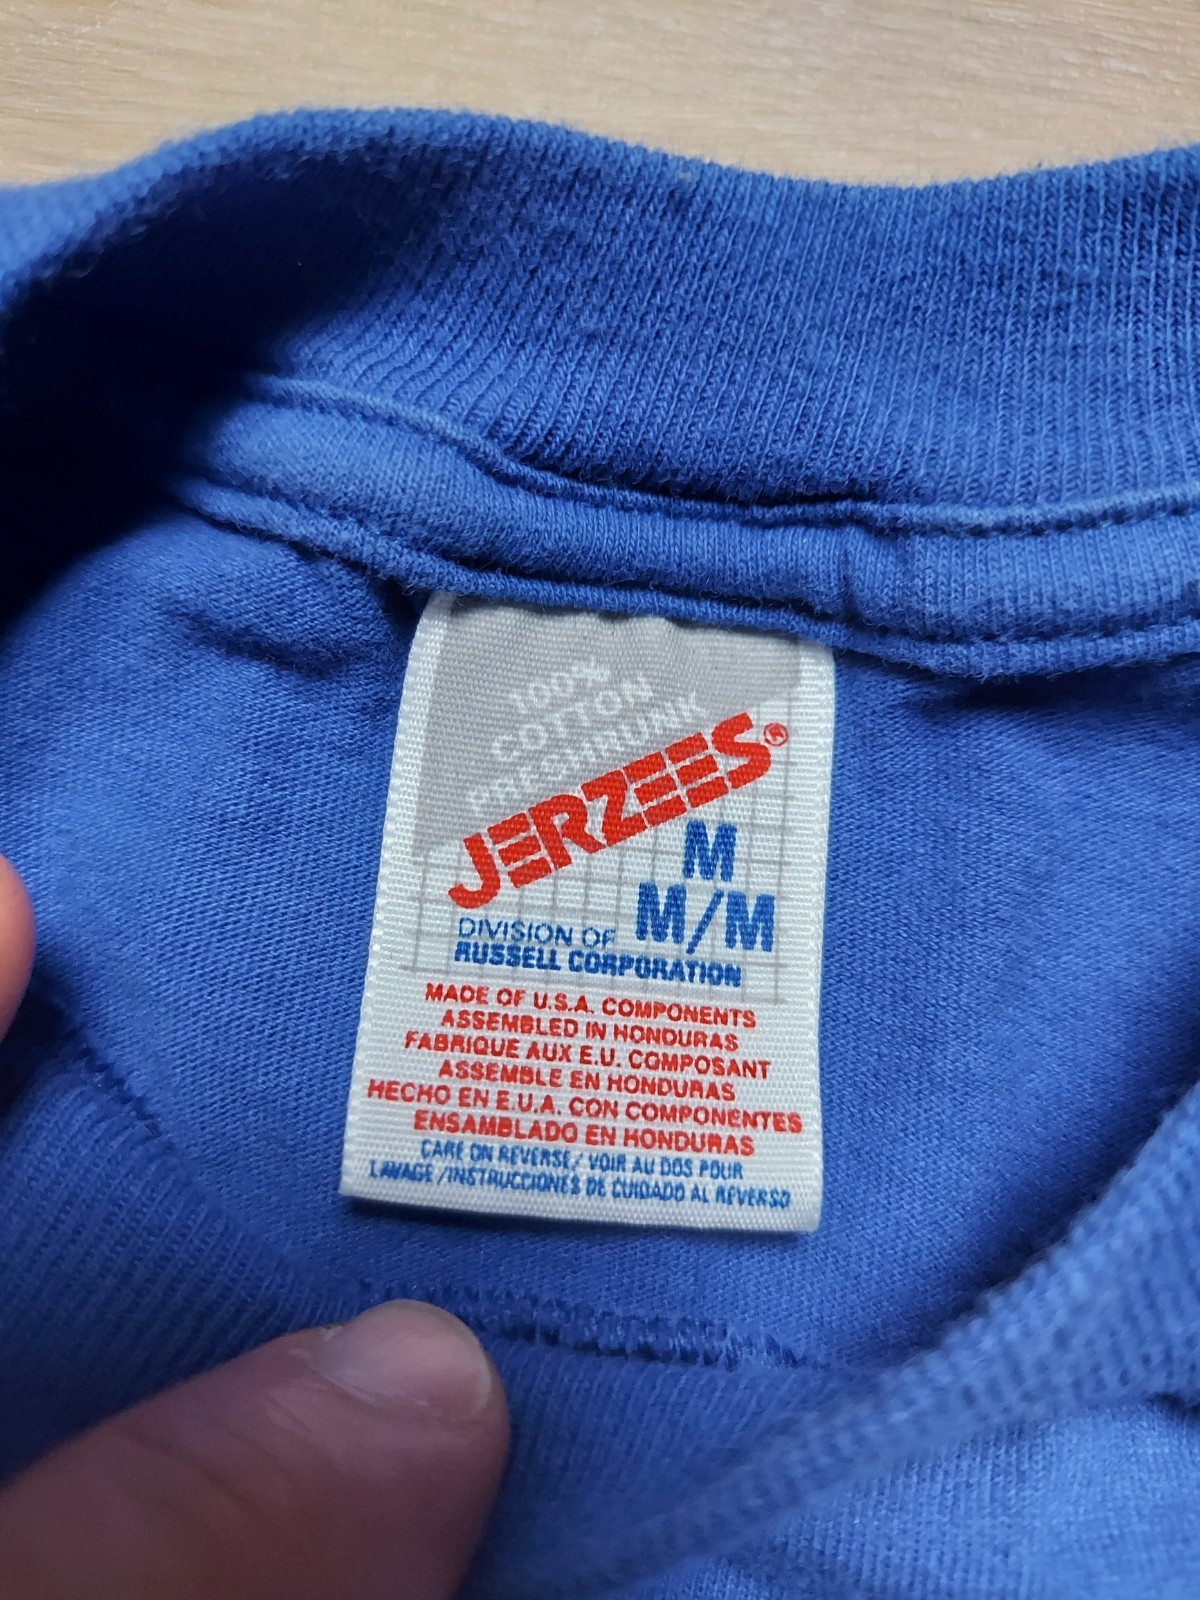 100%
COTTON
PRESHRUNK
JERZEES®
M
M/M
DIVISION OF
RUSSELL CORPORATION
MADE OF U.S.A. COMPONENTS
ASSEMBLED IN HONDURAS
FABRIQUE AUX E.U. COMPOSANT
ASSEMBLE EN HONDURAS
HECHO EN E.U.A. CON COMPONENTES
ENSAMBLADO EN HONDURAS
CARE ON REVERSE/ VOIR AU DOS POUR
LAVAGE /INSTRUCCIONES DE CUIDADO AL REVERSO